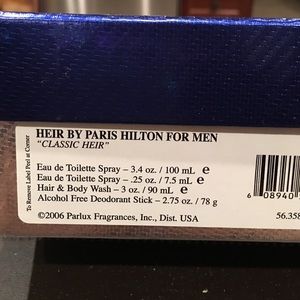 HEIR BY PARIS HILTON FOR MEN
"CLASSIC HEIR"
Eau de Toilette Spray - 3.4 oz. / 100 mL ℮
Eau de Toilette Spray - .25 oz. / 7.5 mL ℮
Hair & Body Wash - 3 oz. / 90 mL ℮
Alcohol Free Deodorant Stick - 2.75 oz. / 78 g
©2006 Parlux Fragrances, Inc., Dist. USA
To Remove Label Peel at Corner
6 08940
56.358